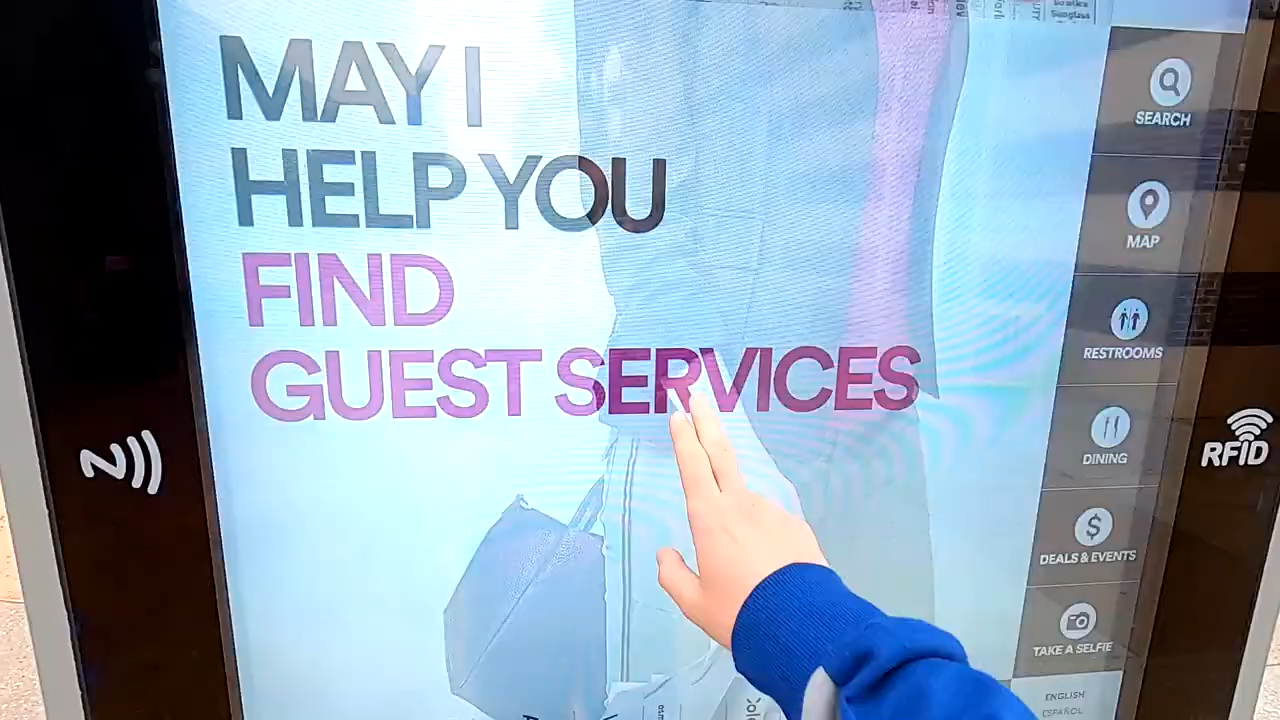 MAY I
HELP YOU
FIND
GUEST SERVICES
SEARCH
MAP
RESTROOMS
DINING
DEALS & EVENTS
TAKE A SELFIE
ENGLISH
ESPAÑOL
RFID